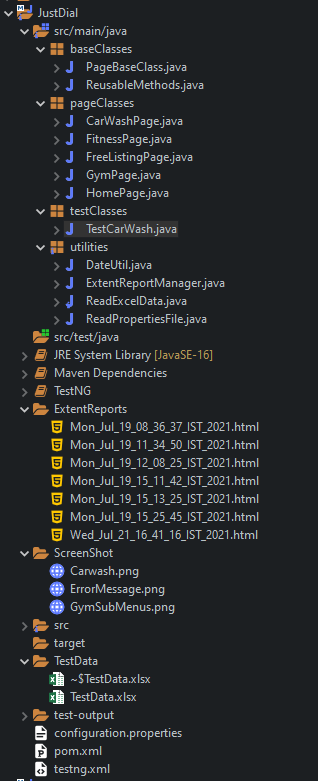 JustDial
src/main/java
baseClasses
PageBaseClass.java
ReusableMethods.java
pageClasses
CarWashPage.java
FitnessPage.java
FreeListingPage.java
GymPage.java
HomePage.java
testClasses
TestCarWash.java
utilities
DateUtil.java
ExtentReportManager.java
ReadExcelData.java
ReadPropertiesFile.java
src/test/java
JRE System Library [JavaSE-16]
Maven Dependencies
TestNG
ExtentReports
Mon_Jul_19_08_36_37_IST_2021.html
Mon_Jul_19_11_34_50_IST_2021.html
Mon_Jul_19_12_08_25_IST_2021.html
Mon_Jul_19_15_11_42_IST_2021.html
Mon_Jul_19_15_13_25_IST_2021.html
Mon_Jul_19_15_25_45_IST_2021.html
Wed_Jul_21_16_41_16_IST_2021.html
ScreenShot
Carwash.png
ErrorMessage.png
GymSubMenus.png
src
target
TestData
~$TestData.xlsx
TestData.xlsx
test-output
configuration.properties
pom.xml
testng.xml